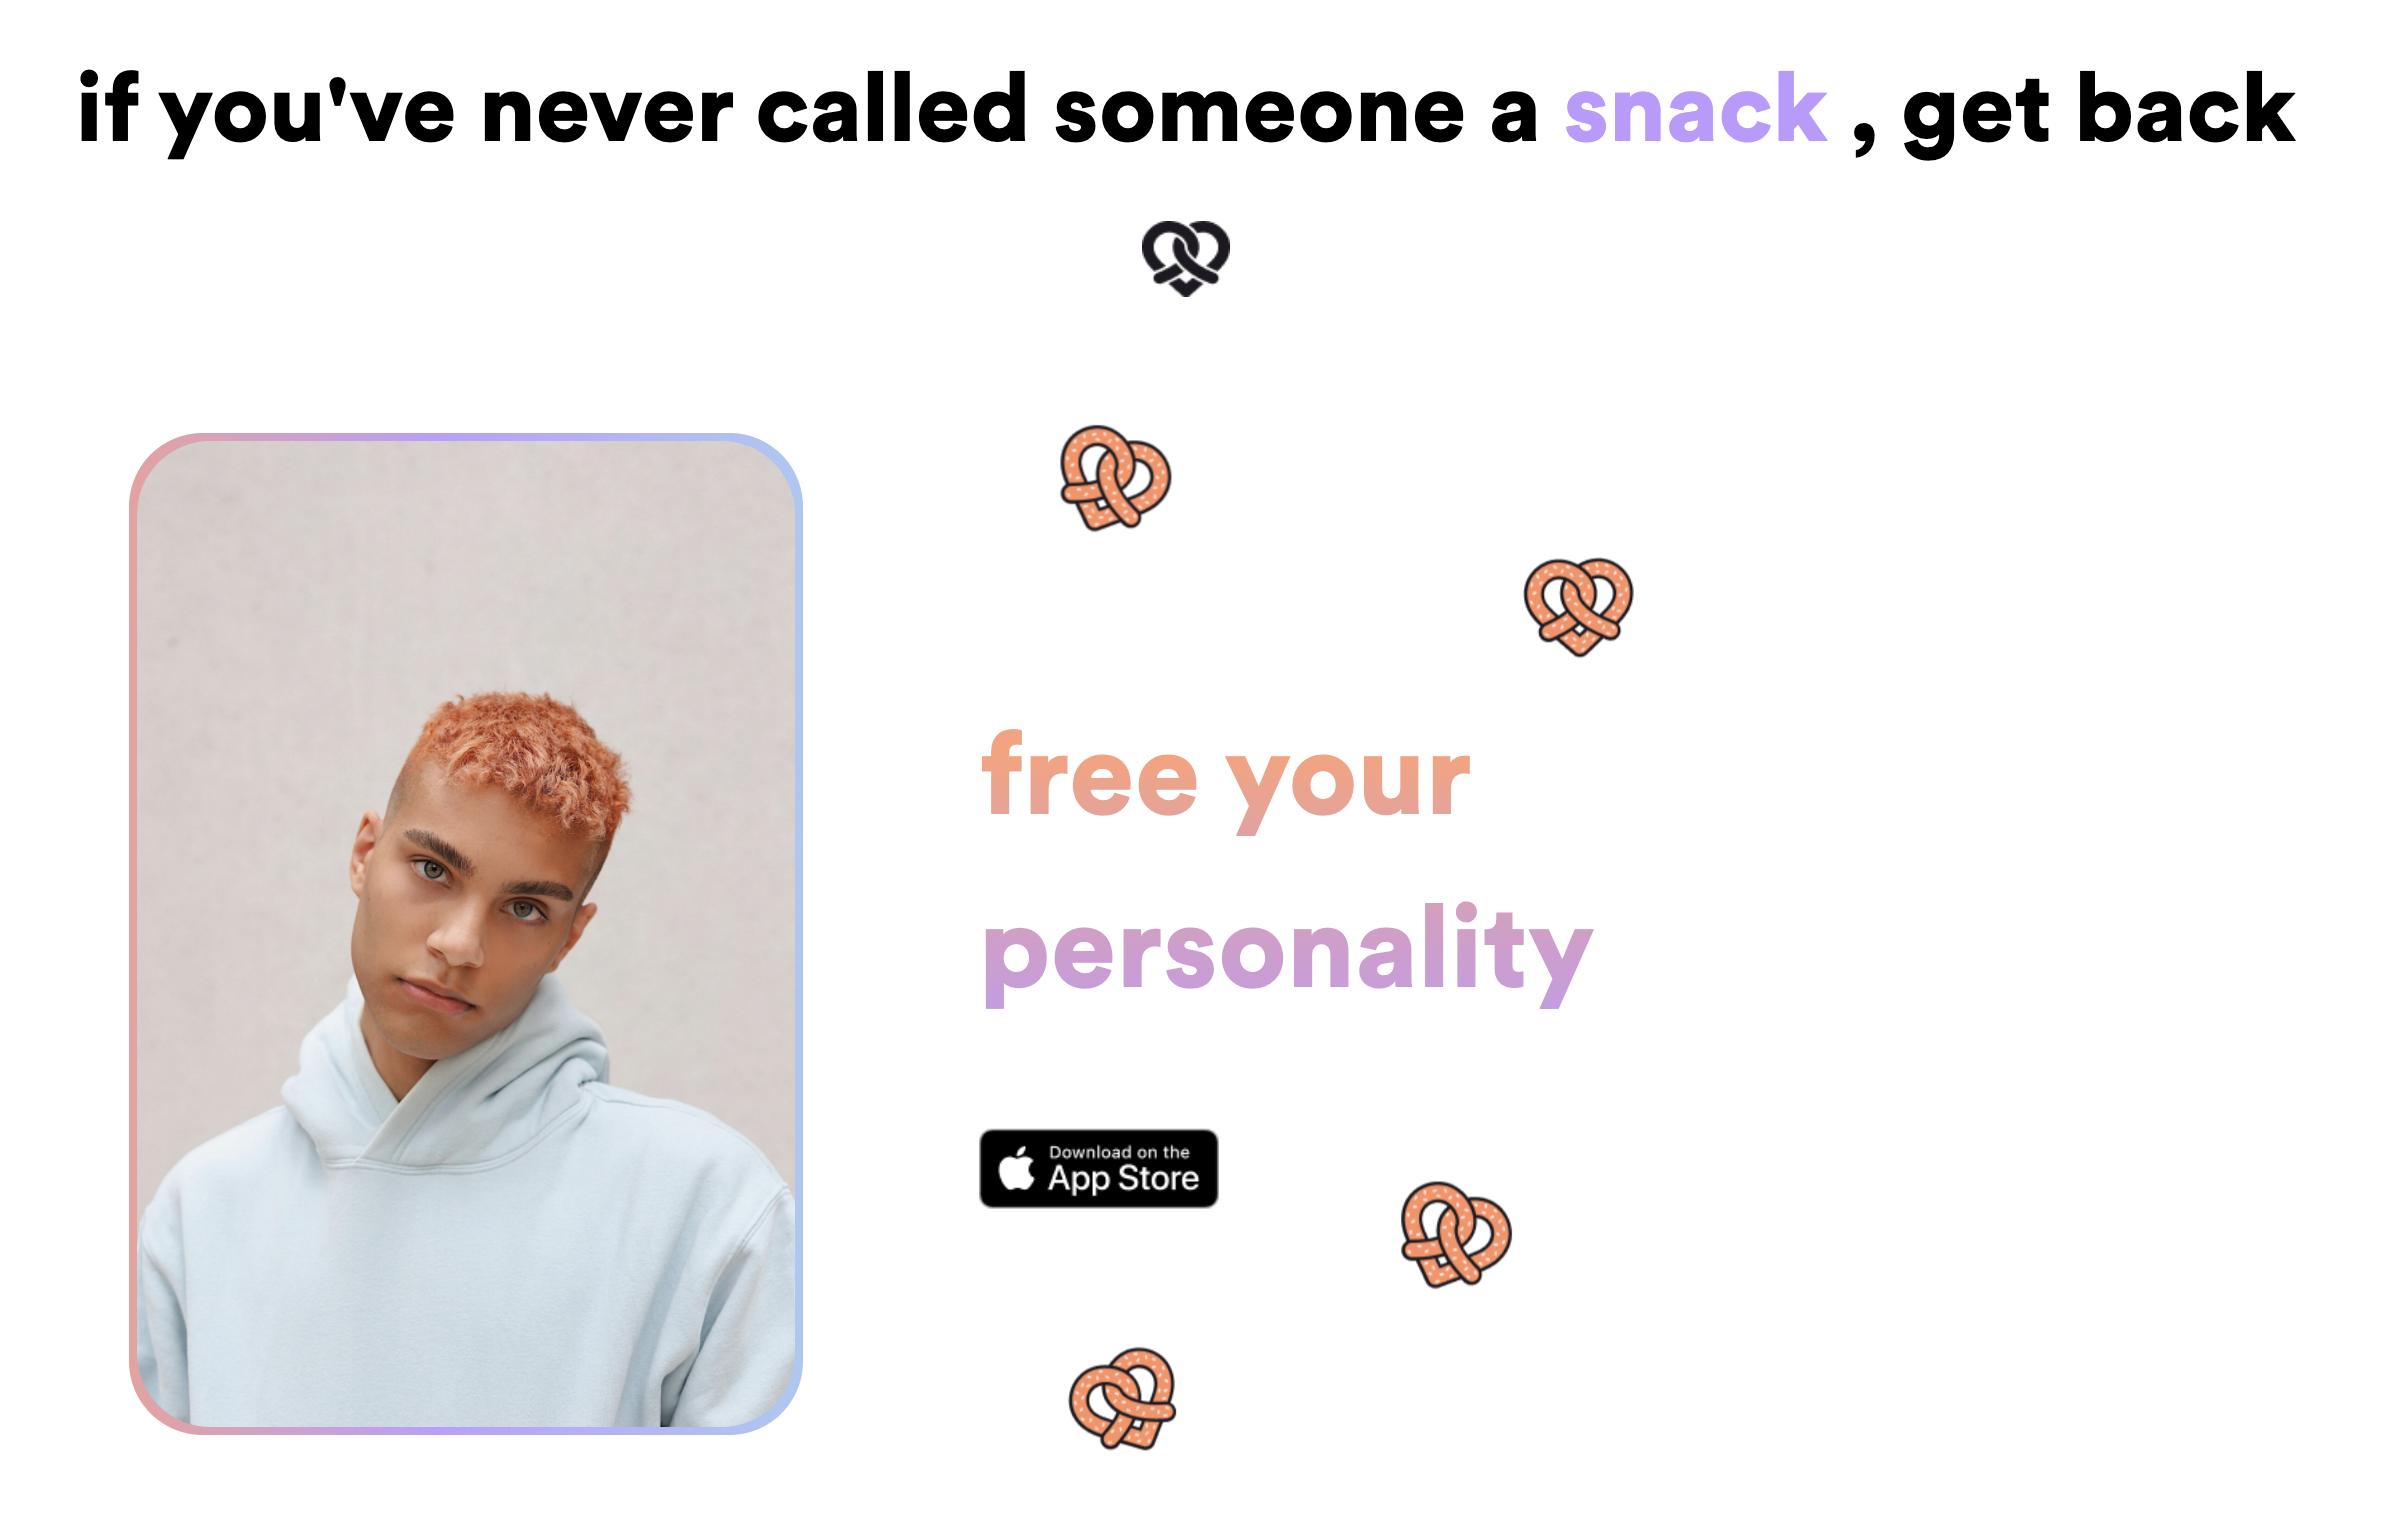 if you've never called someone a snack , get back
free your
personality
Download on the
App Store